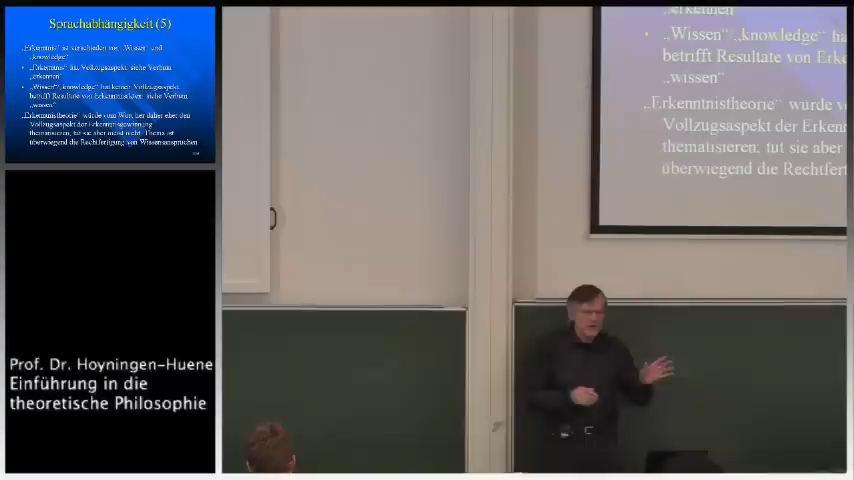 Sprachabhängigkeit (5)
„Erkenntnis“ ist verschieden von „Wissen“ und
„knowledge“
• „Erkenntnis“ hat Vollzugsaspekt, siehe Verbum
„erkennen“
• „Wissen“/„knowledge“ hat keinen Vollzugsaspekt,
betrifft Resultate von Erkenntnisakten: siehe Verbum
„wissen“
„Erkenntnistheorie“ würde vom Wort her daher eher den
Vollzugsaspekt der Erkenntnisgewinnung
thematisieren, tut sie aber meist nicht: Thema ist
überwiegend die Rechtfertigung von Wissensansprüchen
Prof. Dr. Hoyningen-Huene
Einführung in die
theoretische Philosophie
„erkennen“
• „Wissen“/„knowledge“ ha
betrifft Resultate von Erke
„wissen“
„Erkenntnistheorie“ würde v
Vollzugsaspekt der Erken
thematisieren, tut sie aber
überwiegend die Rechtfert